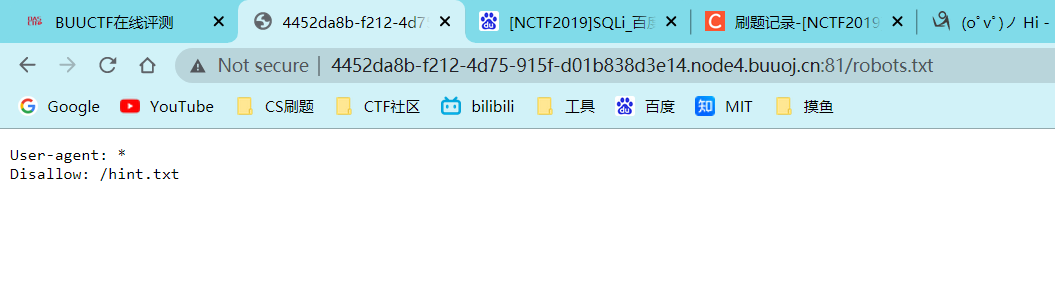 BUUCTF在线评测
4452da8b-f212-4d75
[NCTF2019]SQLi_百度
刷题记录-[NCTF2019
(oﾟvﾟ)ノ Hi -
Not secure | 4452da8b-f212-4d75-915f-d01b838d3e14.node4.buuoj.cn:81/robots.txt
Google YouTube CS刷题 CTF社区 bilibili 工具 百度 知 MIT 摸鱼
User-agent: *
Disallow: /hint.txt